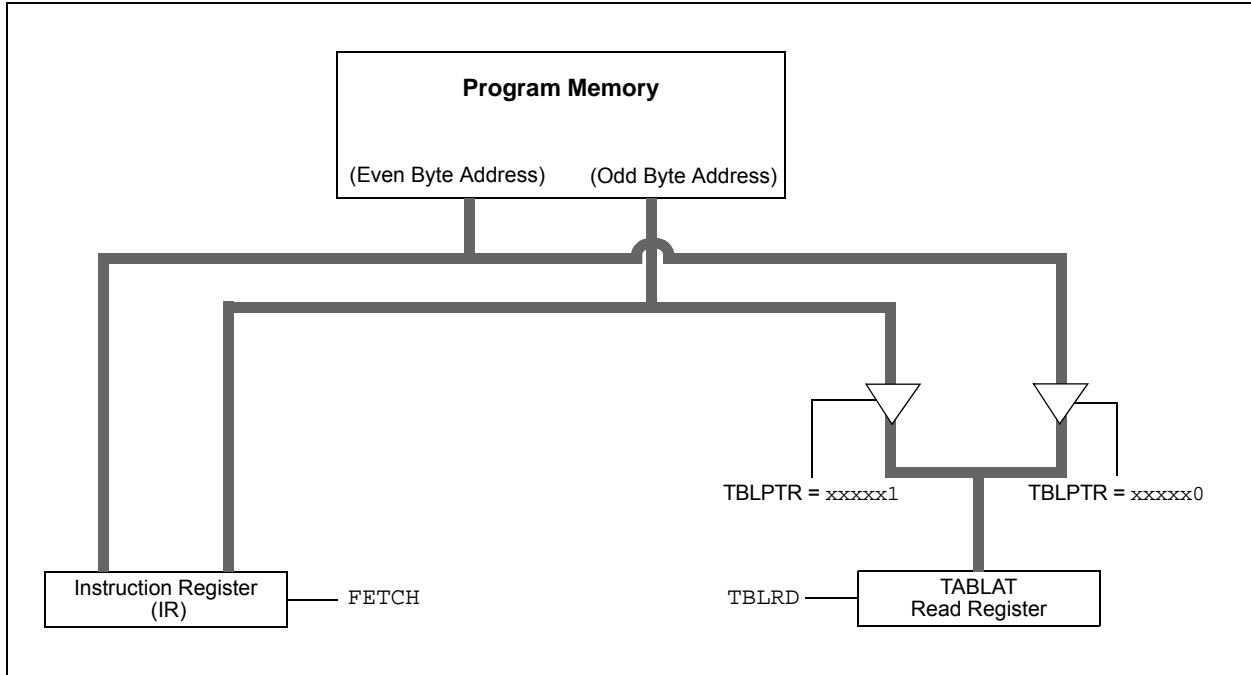 Program Memory
(Even Byte Address) (Odd Byte Address)
TBLPTR = xxxxx1
TBLPTR = xxxxx0
Instruction Register
(IR)
FETCH
TBLRD
TABLAT
Read Register